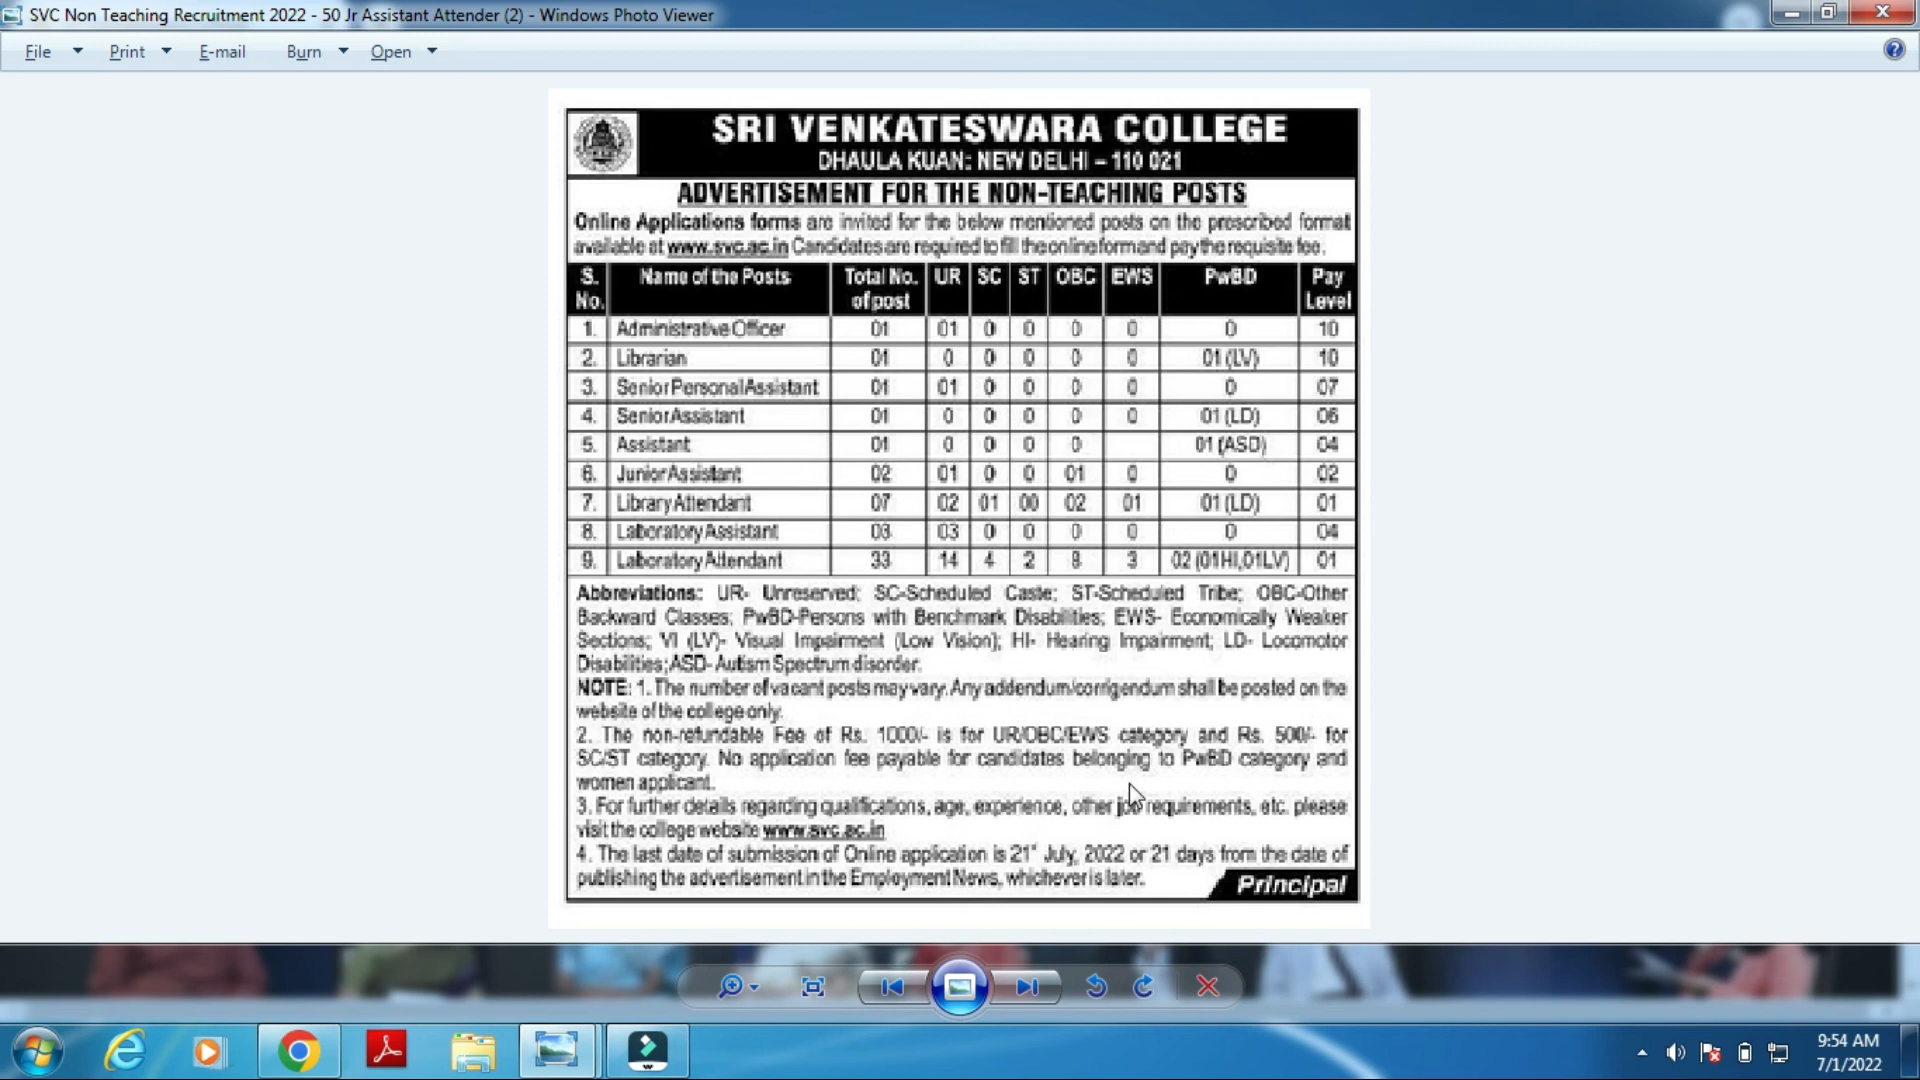 SVC Non Teaching Recruitment 2022 - 50 Jr Assistant Attender (2) - Windows Photo Viewer
File Print E-mail Burn Open
SRI VENKATESWARA COLLEGE
DHAULA KUAN: NEW DELHI – 110 021
ADVERTISEMENT FOR THE NON-TEACHING POSTS
Online Applications forms are invited for the below mentioned posts on the prescribed format
available at www.svc.ac.in Candidates are required to fill the online form and pay the requisite fee.
S. No. Name of the Posts Total No. of post UR SC ST OBC EWS PwBD Pay Level
1. Administrative Officer 01 01 0 0 0 0 0 10
2. Librarian 01 0 0 0 0 0 01 (LV) 10
3. Senior Personal Assistant 01 01 0 0 0 0 0 07
4. Senior Assistant 01 0 0 0 0 0 01 (LD) 06
5. Assistant 01 0 0 0 0 01 (ASD) 04
6. Junior Assistant 02 01 0 0 01 0 0 02
7. Library Attendant 07 02 01 00 02 01 01 (LD) 01
8. Laboratory Assistant 03 03 0 0 0 0 0 04
9. Laboratory Attendant 33 14 4 2 8 3 02 (01HI,01LV) 01
Abbreviations: UR- Unreserved; SC-Scheduled Caste; ST-Scheduled Tribe; OBC-Other
Backward Classes; PwBD-Persons with Benchmark Disabilities; EWS- Economically Weaker
Sections; VI (LV)- Visual Impairment (Low Vision); HI- Hearing Impairment; LD- Locomotor
Disabilities; ASD- Autism Spectrum disorder.
NOTE: 1. The number of vacant posts may vary. Any addendum/corrigendum shall be posted on the
website of the college only.
2. The non-refundable Fee of Rs. 1000/- is for UR/OBC/EWS category and Rs. 500/- for
SC/ST category. No application fee payable for candidates belonging to PwBD category and
women applicant.
3. For further details regarding qualifications, age, experience, other job requirements, etc. please
visit the college website www.svc.ac.in
4. The last date of submission of Online application is 21st July, 2022 or 21 days from the date of
publishing the advertisement in the Employment News, whichever is later.
Principal
9:54 AM
7/1/2022